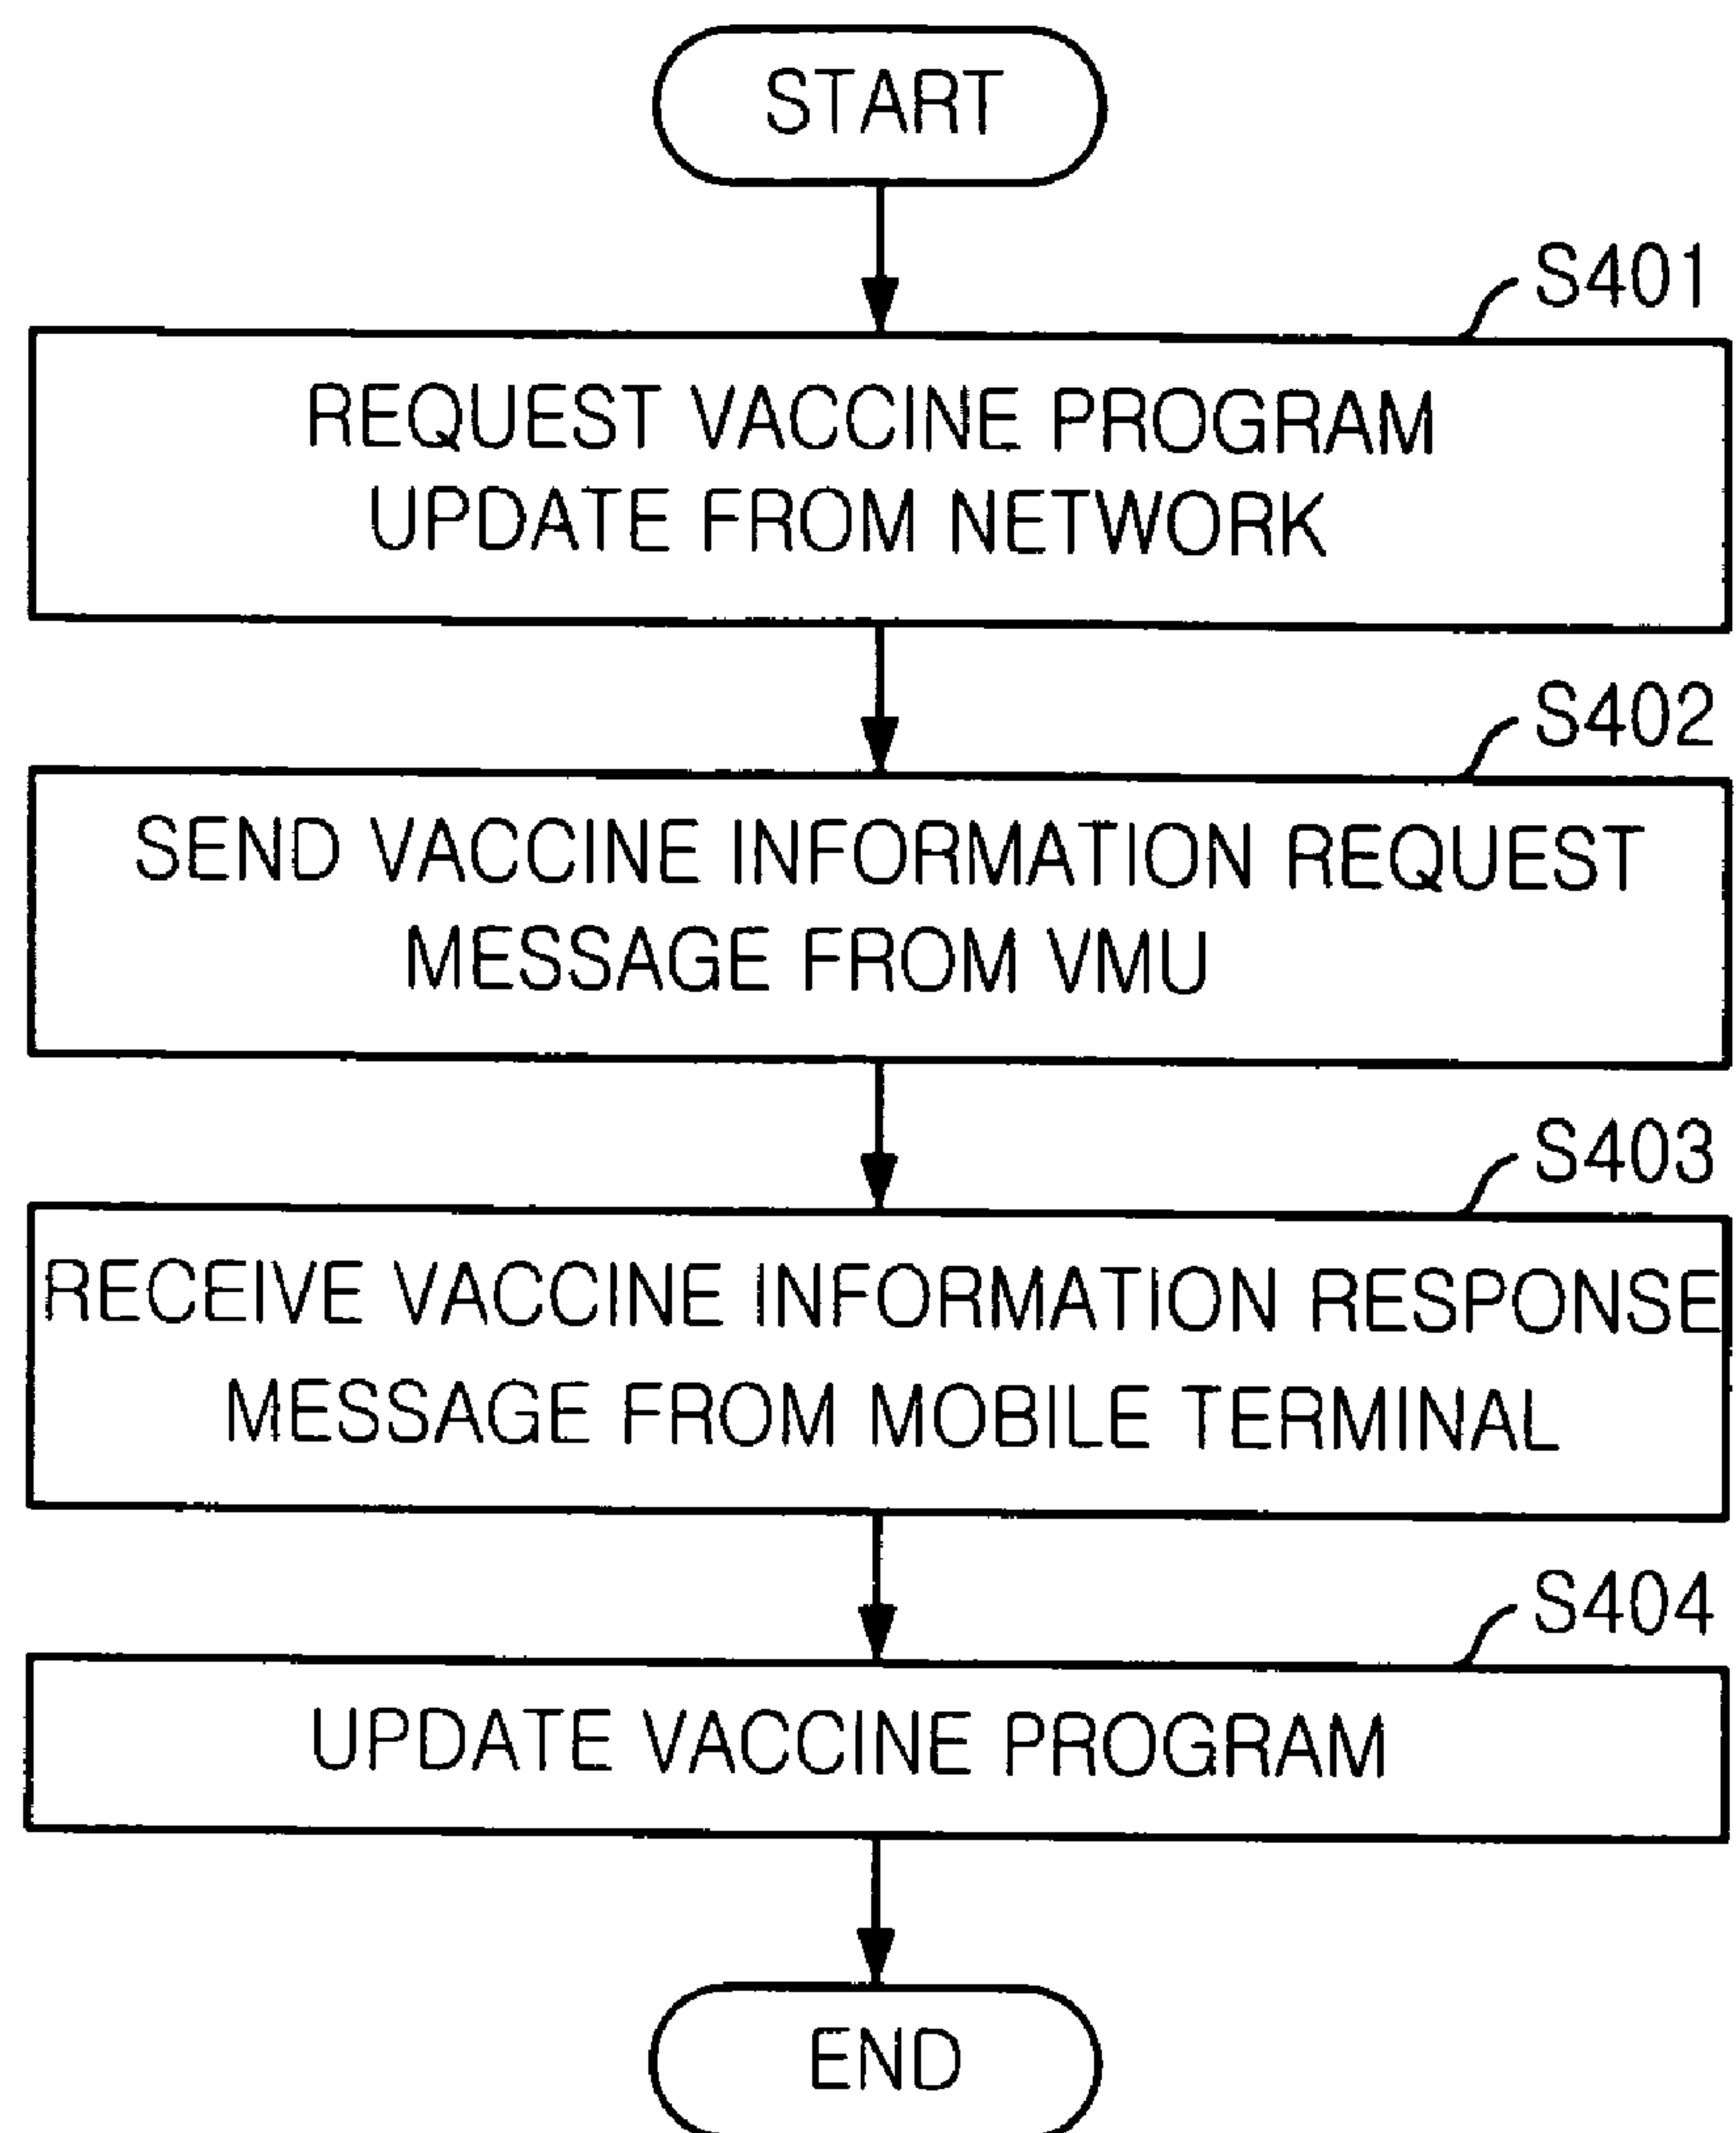 START
S401
REQUEST VACCINE PROGRAM
UPDATE FROM NETWORK
S402
SEND VACCINE INFORMATION REQUEST
MESSAGE FROM VMU
S403
RECEIVE VACCINE INFORMATION RESPONSE
MESSAGE FROM MOBILE TERMINAL
S404
UPDATE VACCINE PROGRAM
END